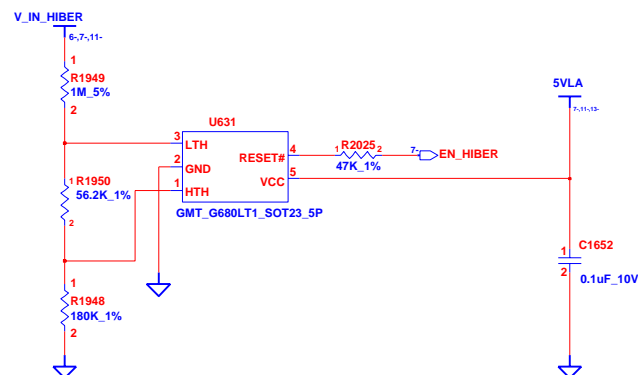 V_IN_HIBER
6-,7-,11-
1
R1949
1M_5%
2
5VLA
7-,11-,13-
U631
3 LTH
2 GND
1 HTH
RESET# 4
VCC 5
GMT_G680LT1_SOT23_5P
1 R2025 2
47K_1%
7- EN_HIBER
1 R1950
56.2K_1%
2
C1652
1
2
0.1uF_10V
1
R1948
180K_1%
2